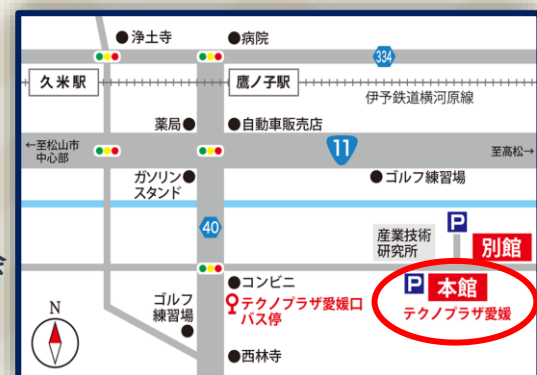 ●浄土寺
●病院
334
久米駅
鷹ノ子駅
伊予鉄道横河原線
薬局●
●自動車販売店
←至松山市
中心部
11
至高松→
ガソリン●
スタンド
●ゴルフ練習場
40
P
産業技術
研究所
別館
会
●コンビニ
P 本館
テクノプラザ愛媛口
バス停
テクノプラザ愛媛
N
ゴルフ
練習場
●
●西林寺